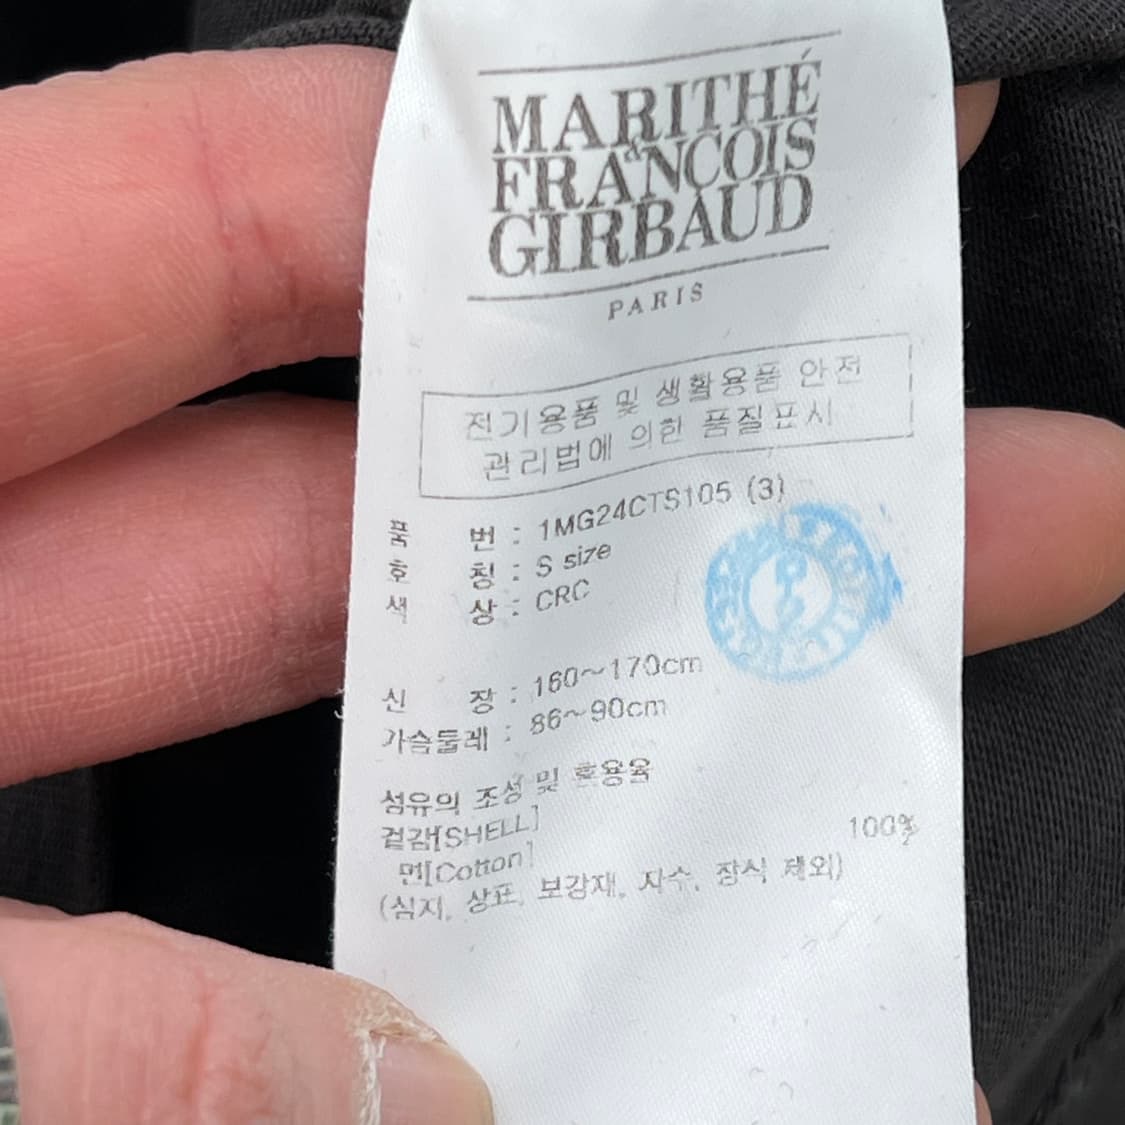 MARITHÉ
& FRANÇOIS
GIRBAUD
PARIS
전기용품 및 생활용품 안전
관리법에 의한 품질표시
품 번 : 1MG24CTS105 (3)
호 칭 : S size
색 상 : CRC
신 장 : 160~170cm
가슴둘레 : 86~90cm
섬유의 조성 및 혼용율
겉감[SHELL]
면[Cotton] 100%
(심지, 상표, 보강재, 자수, 장식 제외)